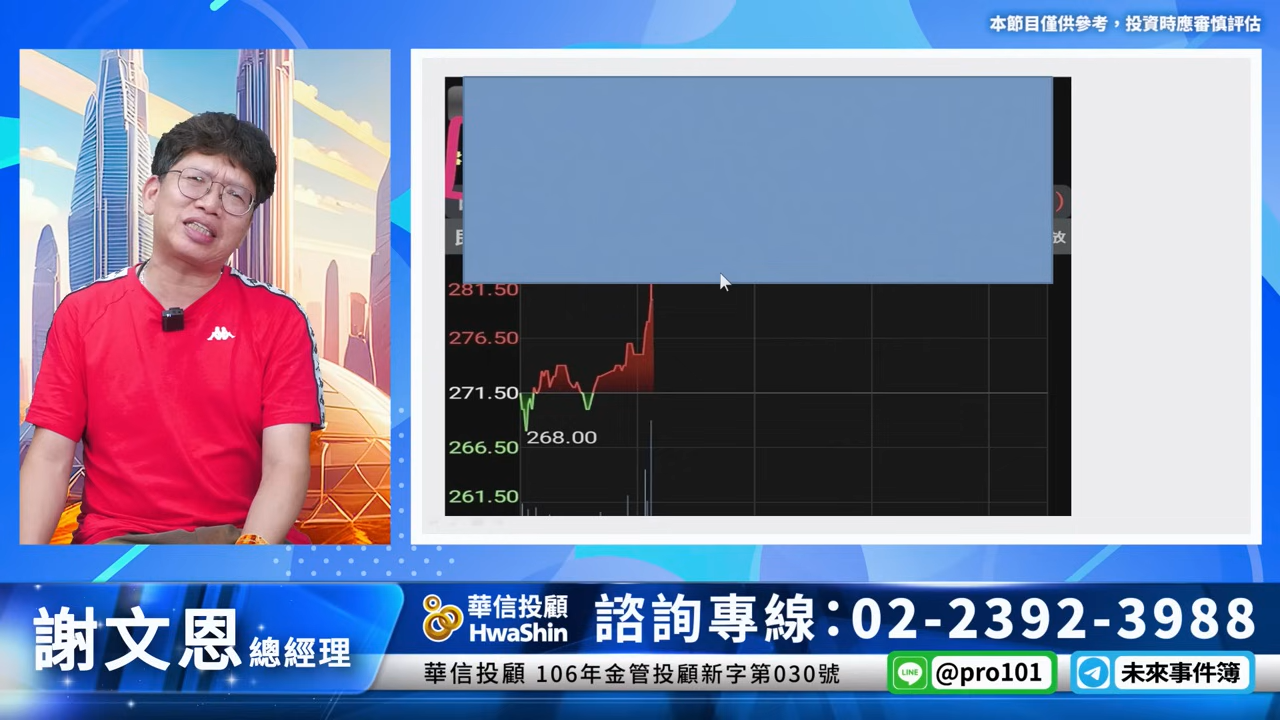 本節目僅供參考，投資時應審慎評估
放
281.50
276.50
271.50
268.00
266.50
261.50
謝文恩 總經理
華信投顧
HwaShin
諮詢專線：02-2392-3988
華信投顧 106年金管投顧新字第030號
LINE
@pro101
未來事件簿